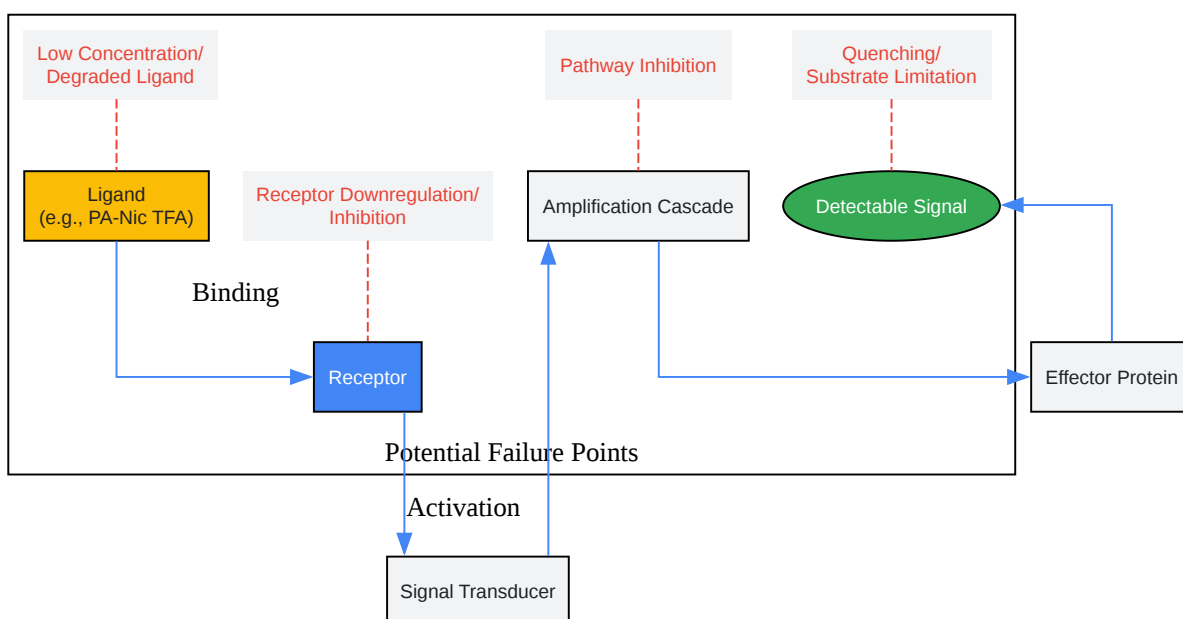 Low Concentration/
Degraded Ligand
Pathway Inhibition
Quenching/
Substrate Limitation
Ligand
(e.g., PA-Nic TFA)
Receptor Downregulation/
Inhibition
Amplification Cascade
Detectable Signal
Binding
Receptor
Effector Protein
Potential Failure Points
Activation
Signal Transducer